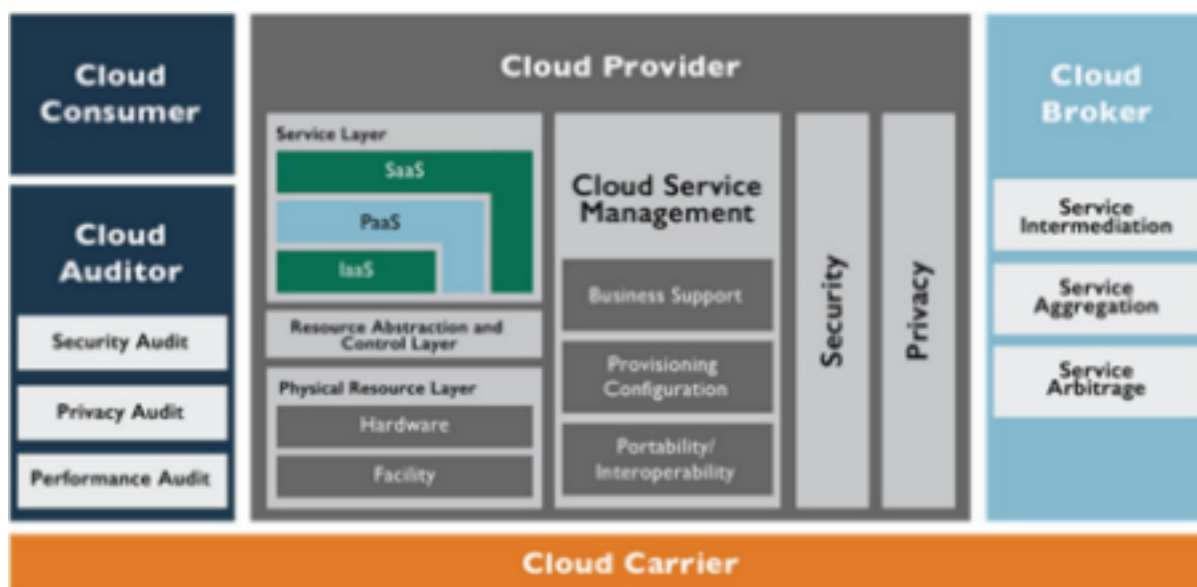 Cloud
Consumer
Cloud
Auditor
Security Audit
Privacy Audit
Performance Audit
Cloud Provider
Service Layer
SaaS
PaaS
IaaS
Resource Abstraction and
Control Layer
Physical Resource Layer
Hardware
Facility
Cloud Service
Management
Business Support
Provisioning
Configuration
Portability/
Interoperability
Security
Privacy
Cloud
Broker
Service
Intermediation
Service
Aggregation
Service
Arbitrage
Cloud Carrier